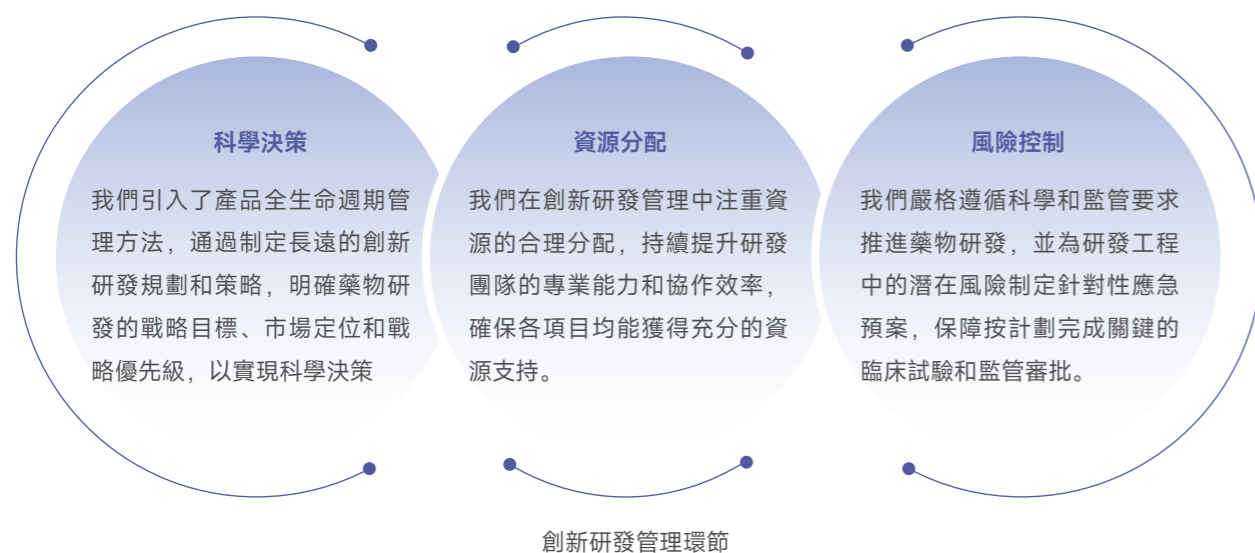 科學決策
我們引入了產品全生命週期管
理方法，通過制定長遠的創新
研發規劃和策略，明確藥物研
發的戰略目標、市場定位和戰
略優先級，以實現科學決策
資源分配
我們在創新研發管理中注重資
源的合理分配，持續提升研發
團隊的專業能力和協作效率，
確保各項目均能獲得充分的資
源支持。
風險控制
我們嚴格遵循科學和監管要求
推進藥物研發，並為研發工程
中的潛在風險制定針對性應急
預案，保障按計劃完成關鍵的
臨床試驗和監管審批。
創新研發管理環節